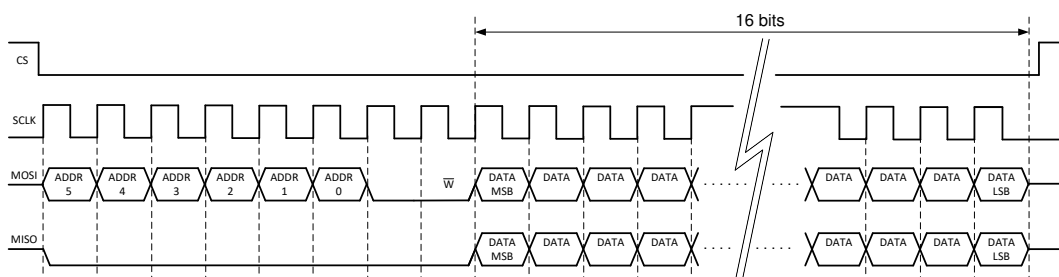 16 bits
CS
SCLK
MOSI
ADDR 5
ADDR 4
ADDR 3
ADDR 2
ADDR 1
ADDR 0
W̅
DATA MSB
DATA
DATA
DATA
DATA
DATA
DATA
DATA LSB
MISO
DATA MSB
DATA
DATA
DATA
DATA
DATA
DATA
DATA LSB